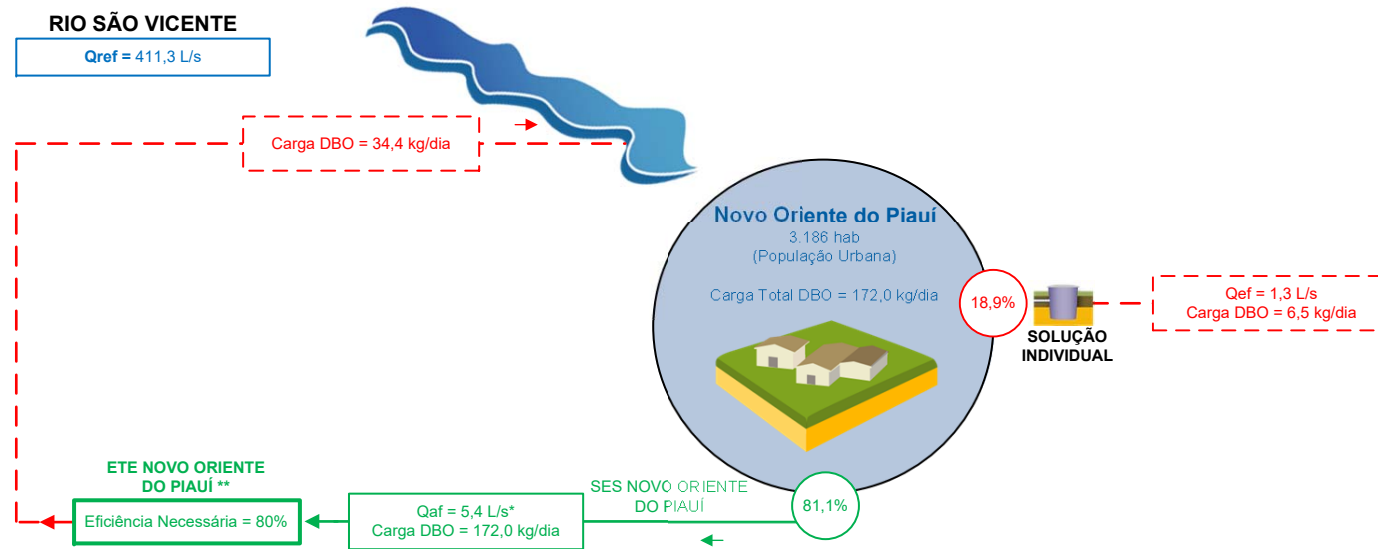 RIO SÃO VICENTE
Qref = 411,3 L/s
Carga DBO = 34,4 kg/dia
Novo Oriente do Piauí
3.186 hab
(População Urbana)
Carga Total DBO = 172,0 kg/dia
18,9%
SOLUÇÃO
INDIVIDUAL
Qef = 1,3 L/s
Carga DBO = 6,5 kg/dia
ETE NOVO ORIENTE
DO PIAUÍ **
Eficiência Necessária = 80%
Qaf = 5,4 L/s*
Carga DBO = 172,0 kg/dia
SES NOVO ORIENTE
DO PIAUÍ
81,1%